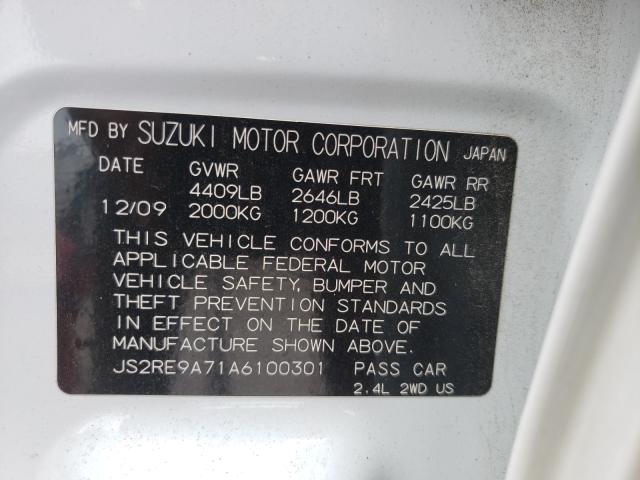 MFD BY SUZUKI MOTOR CORPORATION JAPAN
DATE GVWR GAWR FRT GAWR RR
4409LB 2646LB 2425LB
12/09 2000KG 1200KG 1100KG
THIS VEHICLE CONFORMS TO ALL
APPLICABLE FEDERAL MOTOR
VEHICLE SAFETY, BUMPER AND
THEFT PREVENTION STANDARDS
IN EFFECT ON THE DATE OF
MANUFACTURE SHOWN ABOVE.
JS2RE9A71A6100301 PASS CAR
2.4L 2WD US